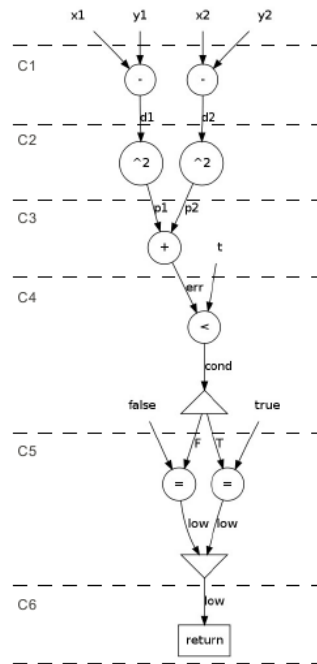 x1 y1 x2 y2
C1
- -
d1 d2
C2
^2 ^2
p1 p2
C3
+ t
err
C4
<
cond
false true
F T
C5
= =
low low
low
C6
return